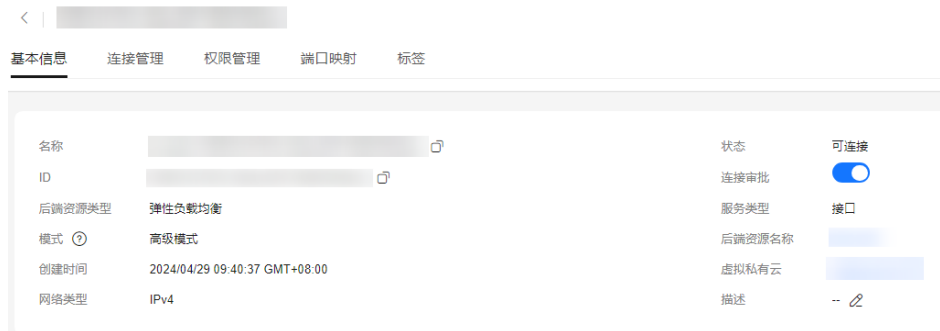 基本信息 连接管理 权限管理 端口映射 标签
名称 状态 可连接
ID 连接审批
后端资源类型 弹性负载均衡 服务类型 接口
模式 ? 高级模式 后端资源名称
创建时间 2024/04/29 09:40:37 GMT+08:00 虚拟私有云
网络类型 IPv4 描述 --